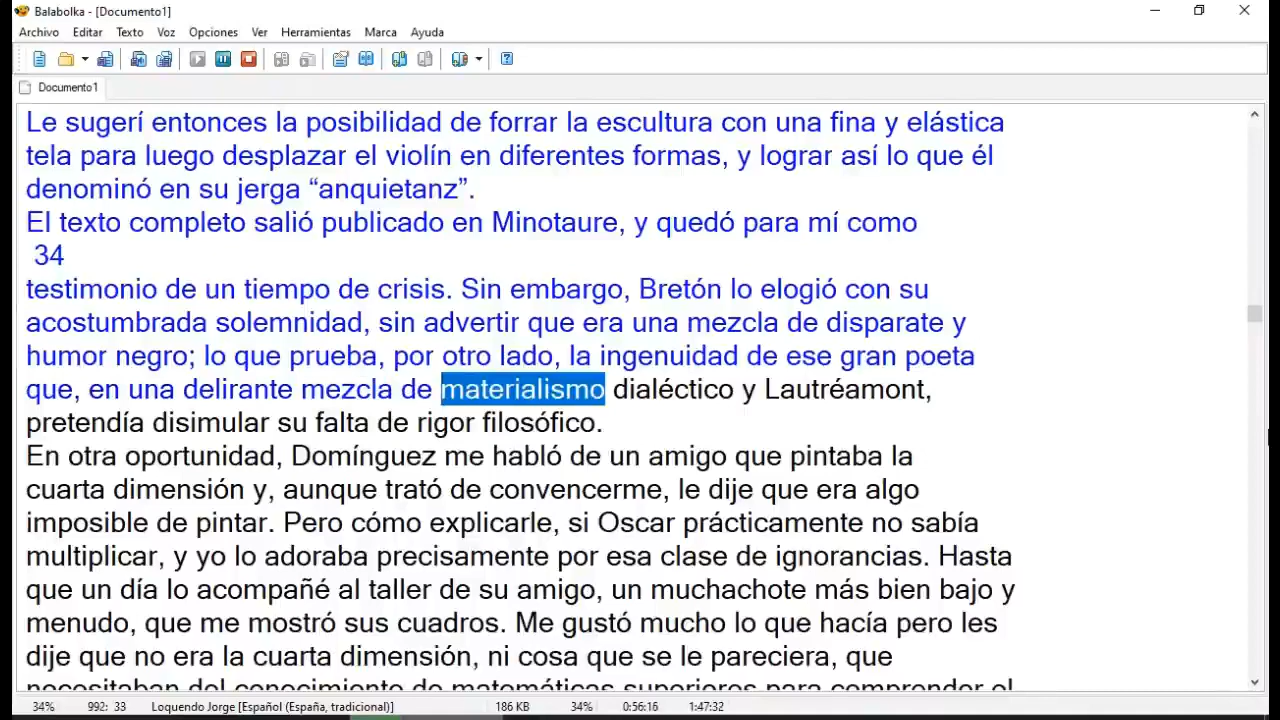 Balabolka - [Documento1]
Archivo Editar Texto Voz Opciones Ver Herramientas Marca Ayuda
Documento1
Le sugerí entonces la posibilidad de forrar la escultura con una fina y elástica
tela para luego desplazar el violín en diferentes formas, y lograr así lo que él
denominó en su jerga “anquietanz”.
El texto completo salió publicado en Minotaure, y quedó para mí como
34
testimonio de un tiempo de crisis. Sin embargo, Bretón lo elogió con su
acostumbrada solemnidad, sin advertir que era una mezcla de disparate y
humor negro; lo que prueba, por otro lado, la ingenuidad de ese gran poeta
que, en una delirante mezcla de materialismo dialéctico y Lautréamont,
pretendía disimular su falta de rigor filosófico.
En otra oportunidad, Domínguez me habló de un amigo que pintaba la
cuarta dimensión y, aunque trató de convencerme, le dije que era algo
imposible de pintar. Pero cómo explicarle, si Oscar prácticamente no sabía
multiplicar, y yo lo adoraba precisamente por esa clase de ignorancias. Hasta
que un día lo acompañé al taller de su amigo, un muchachote más bien bajo y
menudo, que me mostró sus cuadros. Me gustó mucho lo que hacía pero les
dije que no era la cuarta dimensión, ni cosa que se le pareciera, que
necesitaban del conocimiento de matemáticas superiores para comprender el
34% 992: 33 Loquendo Jorge [Español (España, tradicional)] 186 KB 34% 0:56:16 1:47:32